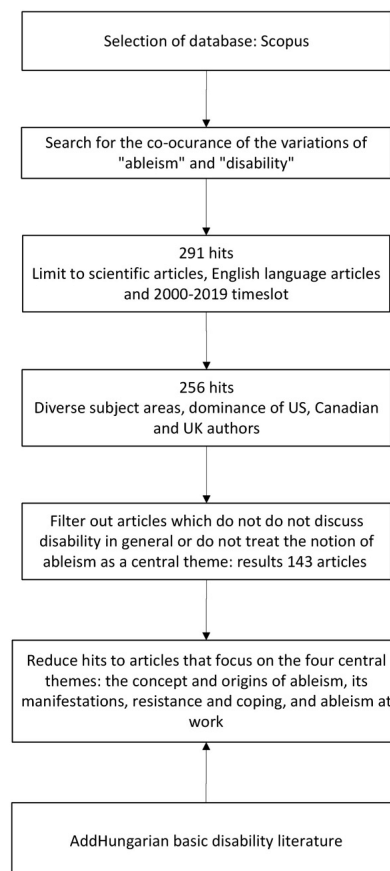 Selection of database: Scopus
Search for the co-ocurance of the variations of
"ableism" and "disability"
291 hits
Limit to scientific articles, English language articles
and 2000-2019 timeslot
256 hits
Diverse subject areas, dominance of US, Canadian
and UK authors
Filter out articles which do not do not discuss
disability in general or do not treat the notion of
ableism as a central theme: results 143 articles
Reduce hits to articles that focus on the four central
themes: the concept and origins of ableism, its
manifestations, resistance and coping, and ableism at
work
AddHungarian basic disability literature